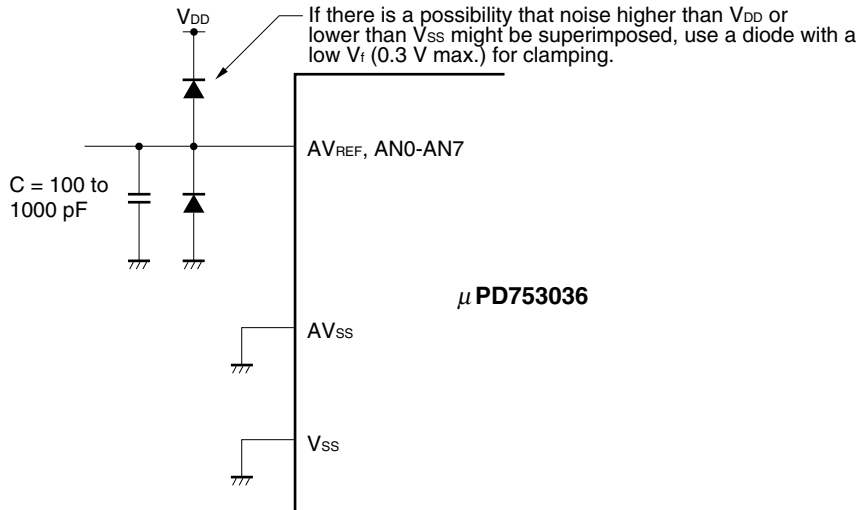 VDD
If there is a possibility that noise higher than VDD or
lower than VSS might be superimposed, use a diode with a
low Vf (0.3 V max.) for clamping.
AVREF, AN0-AN7
C = 100 to
1000 pF
μ PD753036
AVSS
VSS